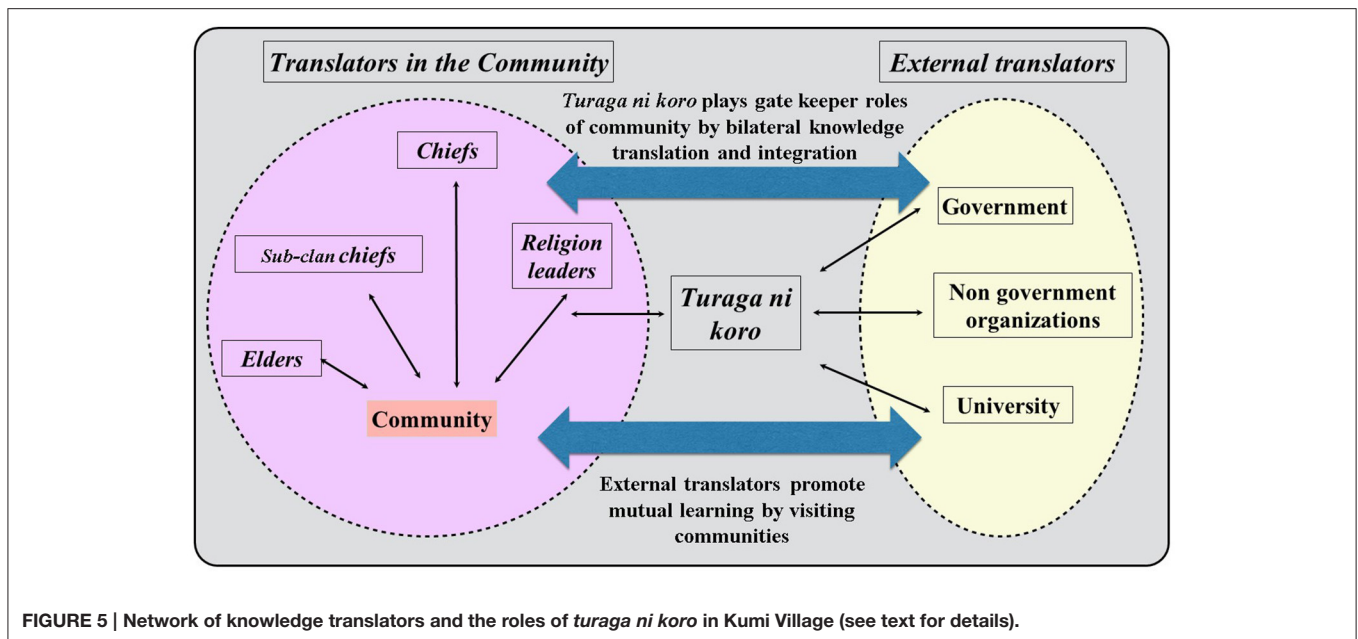 Translators in the Community
External translators
Turaga ni koro plays gate keeper roles
of community by bilateral knowledge
translation and integration
Chiefs
Sub-clan chiefs
Religion
leaders
Elders
Community
Turaga ni
koro
Government
Non government
organizations
University
External translators promote
mutual learning by visiting
communities
FIGURE 5 | Network of knowledge translators and the roles of turaga ni koro in Kumi Village (see text for details).